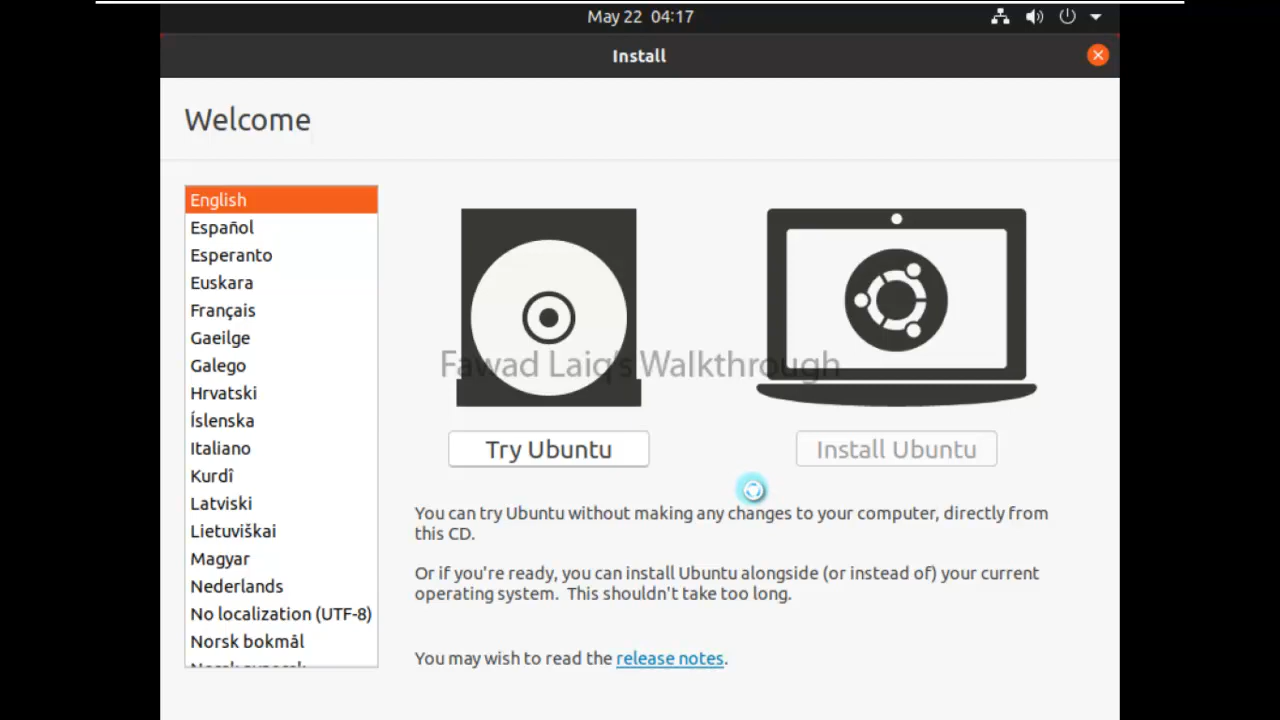 May 22 04:17
Install
Welcome
English
Español
Esperanto
Euskara
Français
Gaeilge
Galego
Hrvatski
Íslenska
Italiano
Kurdî
Latviski
Lietuviškai
Magyar
Nederlands
No localization (UTF-8)
Norsk bokmål
Fawad Laiq's Walkthrough
Try Ubuntu
Install Ubuntu
You can try Ubuntu without making any changes to your computer, directly from
this CD.
Or if you're ready, you can install Ubuntu alongside (or instead of) your current
operating system. This shouldn't take too long.
You may wish to read the release notes.